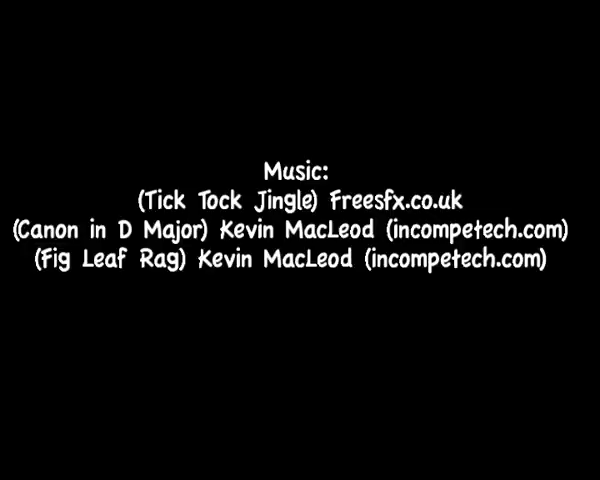 Music:
(Tick Tock Jingle) Freesfx.co.uk
(Canon in D Major) Kevin MacLeod (incompetech.com)
(Fig Leaf Rag) Kevin MacLeod (incompetech.com)